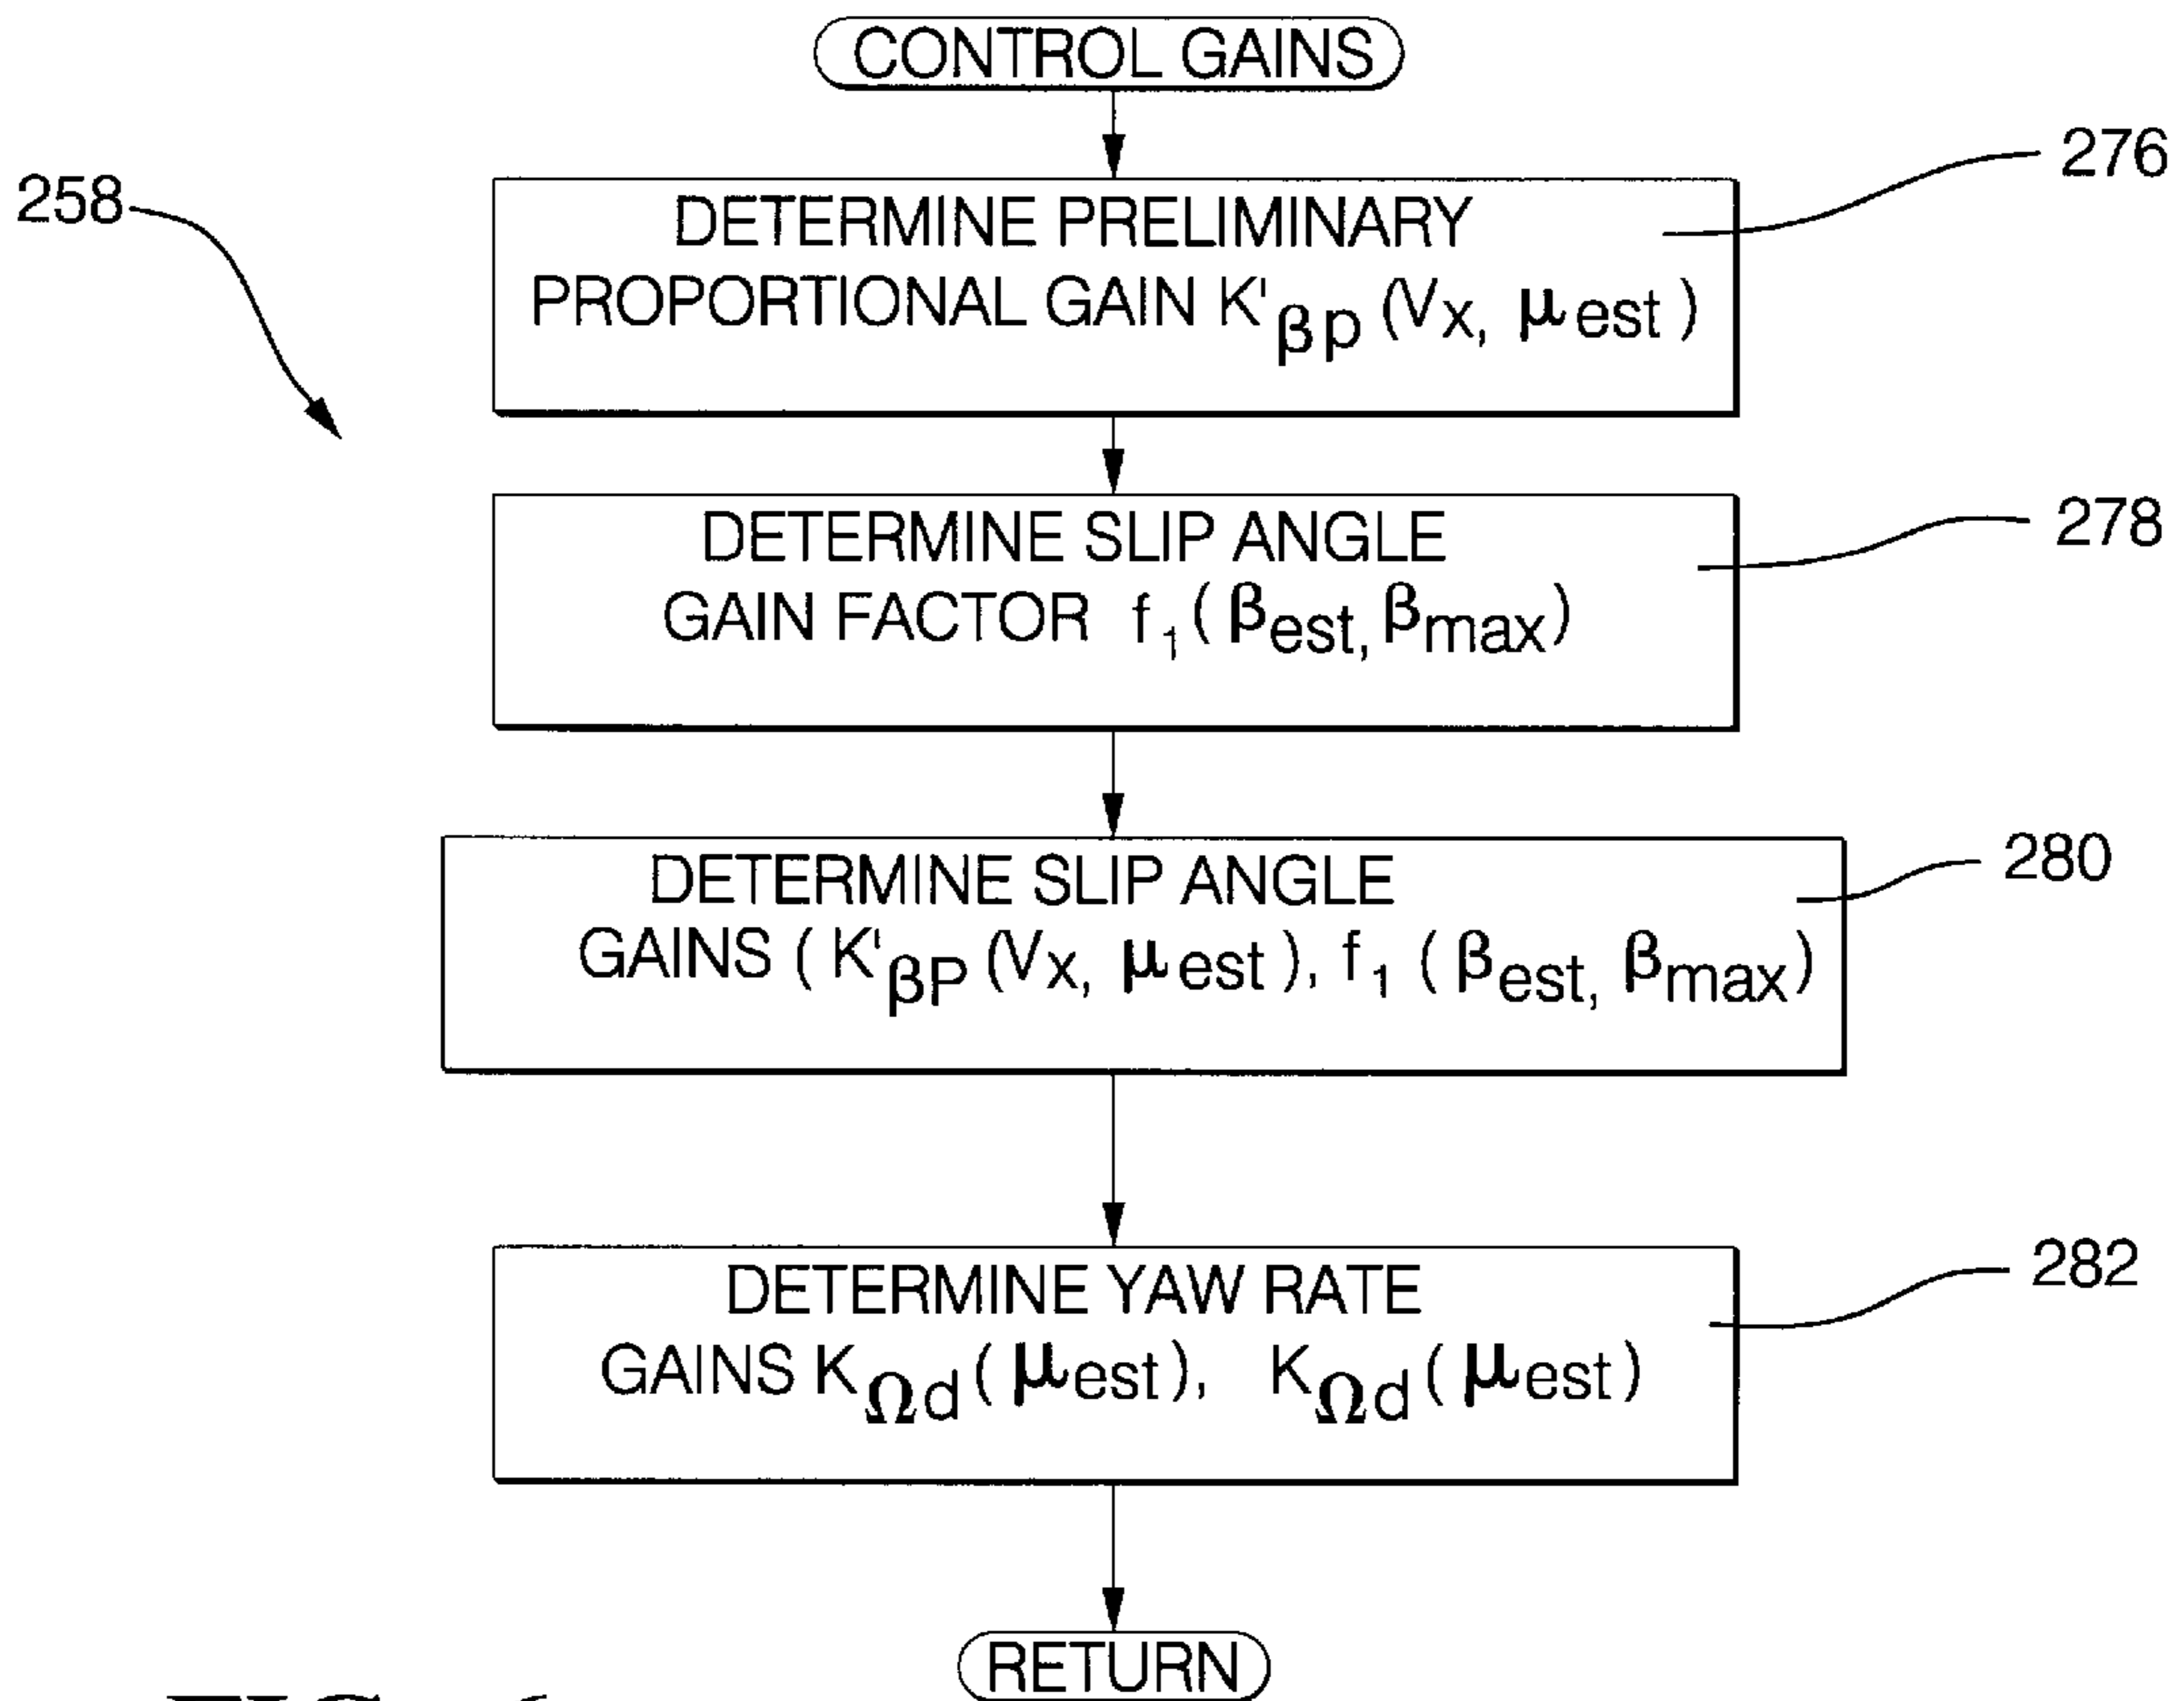 CONTROL GAINS
276
258
DETERMINE PRELIMINARY
PROPORTIONAL GAIN K'βp (Vx, μest)
278
DETERMINE SLIP ANGLE
GAIN FACTOR f1(βest, βmax)
280
DETERMINE SLIP ANGLE
GAINS (K'βP (Vx, μest), f1 (βest, βmax)
282
DETERMINE YAW RATE
GAINS KΩd(μest), KΩd(μest)
RETURN